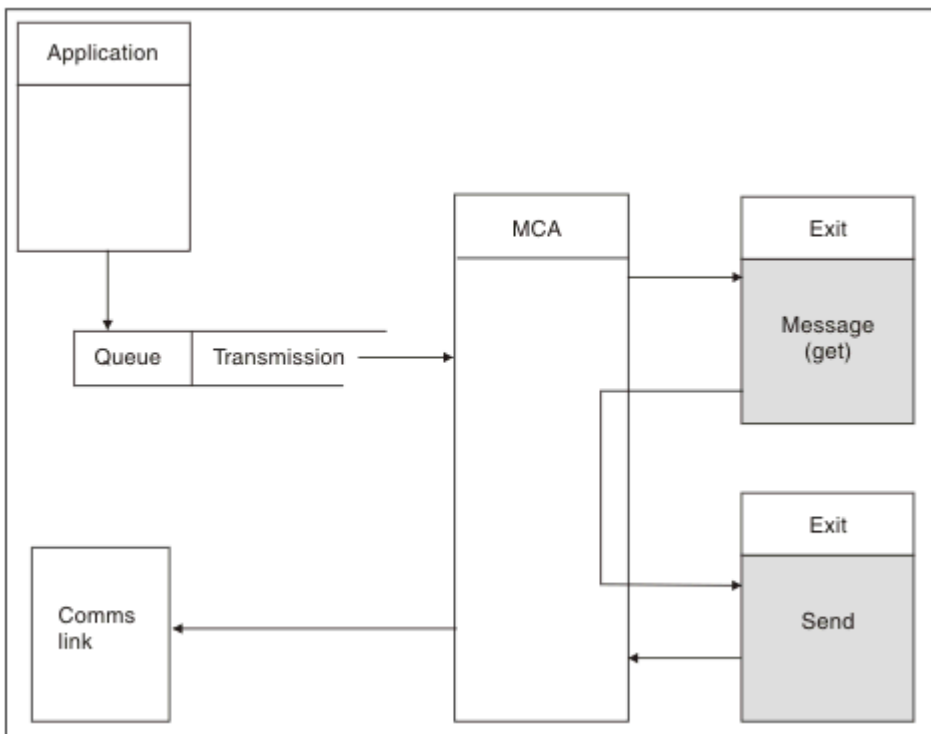 Application
MCA
Exit
Message
(get)
Queue
Transmission
Exit
Send
Comms
link